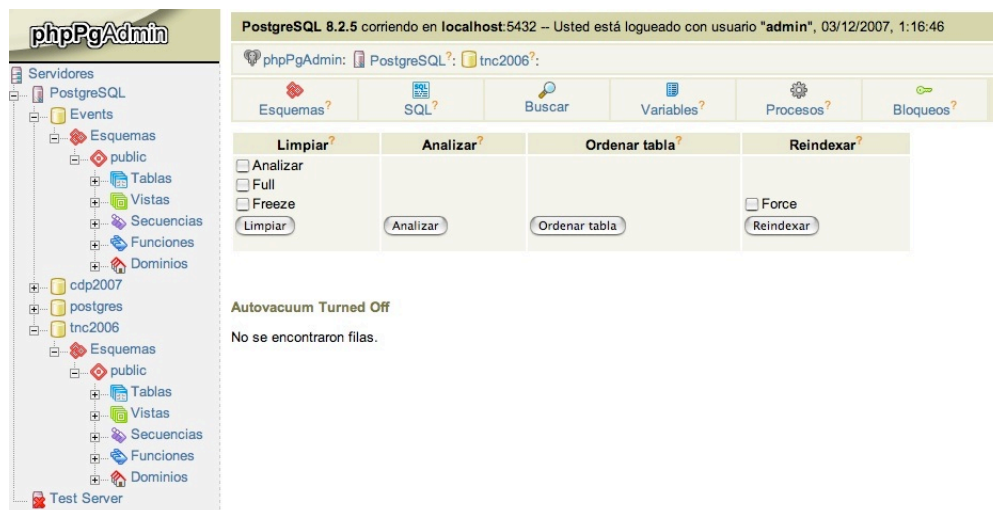 phpPgAdmin
Servidores
PostgreSQL
Events
Esquemas
public
Tablas
Vistas
Secuencias
Funciones
Dominios
cdp2007
postgres
tnc2006
Esquemas
public
Tablas
Vistas
Secuencias
Funciones
Dominios
Test Server
PostgreSQL 8.2.5 corriendo en localhost:5432 -- Usted está logueado con usuario "admin", 03/12/2007, 1:16:46
phpPgAdmin: PostgreSQL?: tnc2006?:
Esquemas? SQL? Buscar Variables? Procesos? Bloqueos?
Limpiar? Analizar? Ordenar tabla? Reindexar?
Analizar
Full
Freeze Force
Limpiar Analizar Ordenar tabla Reindexar
Autovacuum Turned Off
No se encontraron filas.